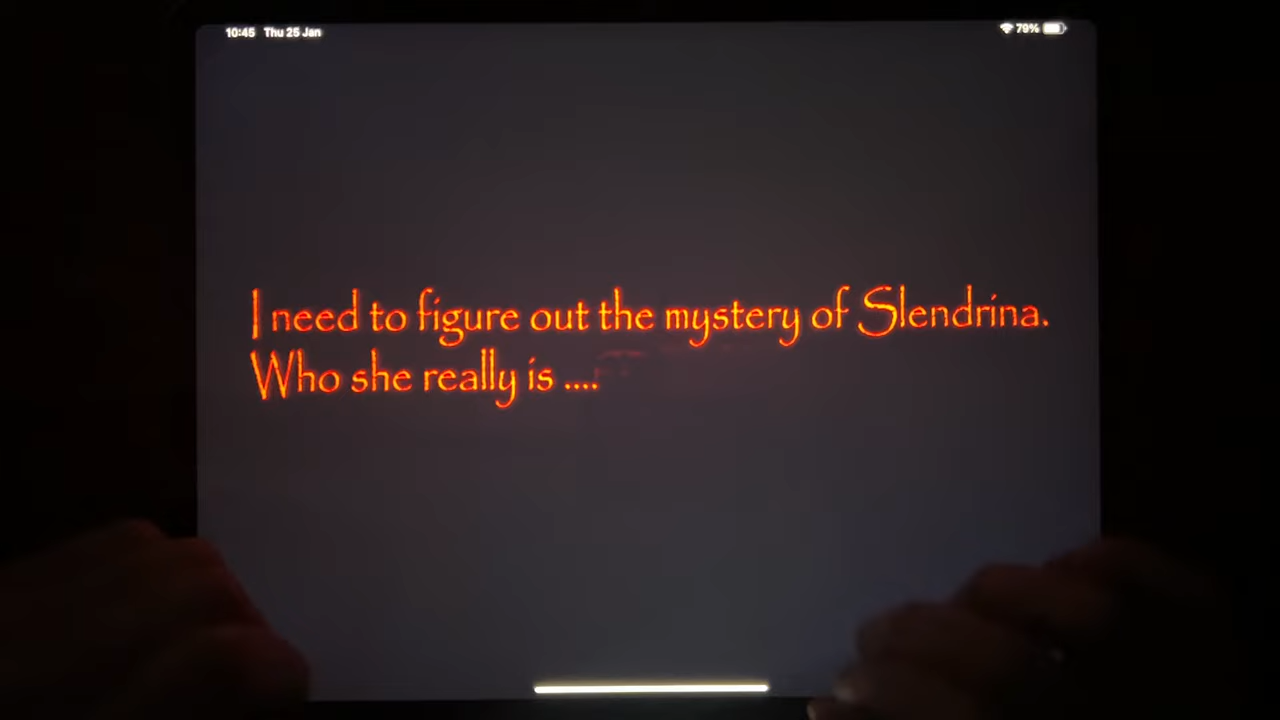 10:45 Thu 25 Jan 79%
I need to figure out the mystery of Slendrina.
Who she really is ....